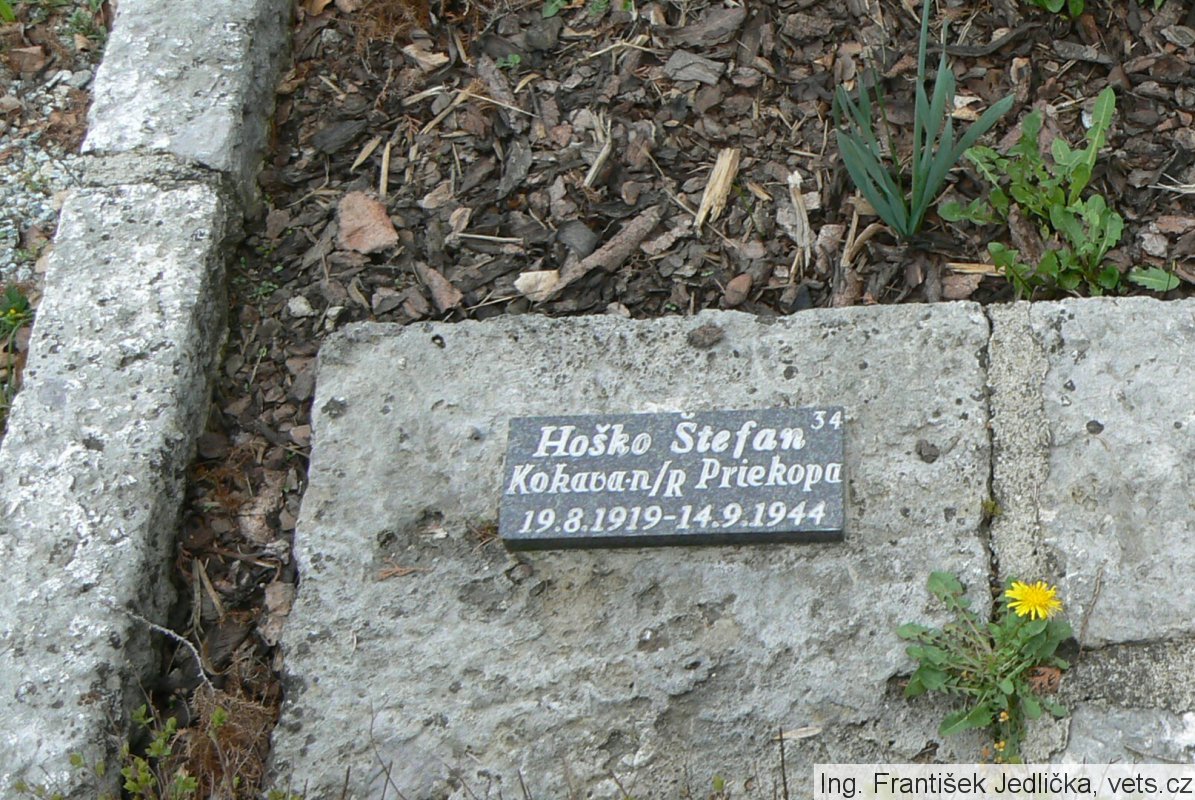 34
Hoško Štefan
Kokava n/R Priekopa
19.8.1919-14.9.1944
Ing. František Jedlička, vets.cz